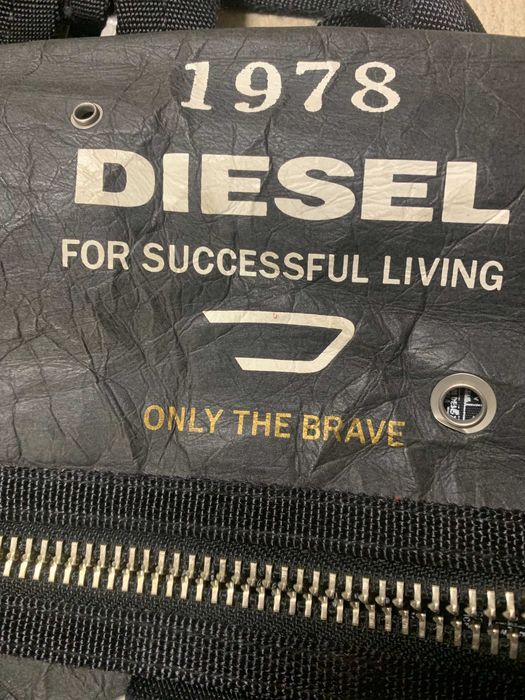 1978
DIESEL
FOR SUCCESSFUL LIVING
ONLY THE BRAVE